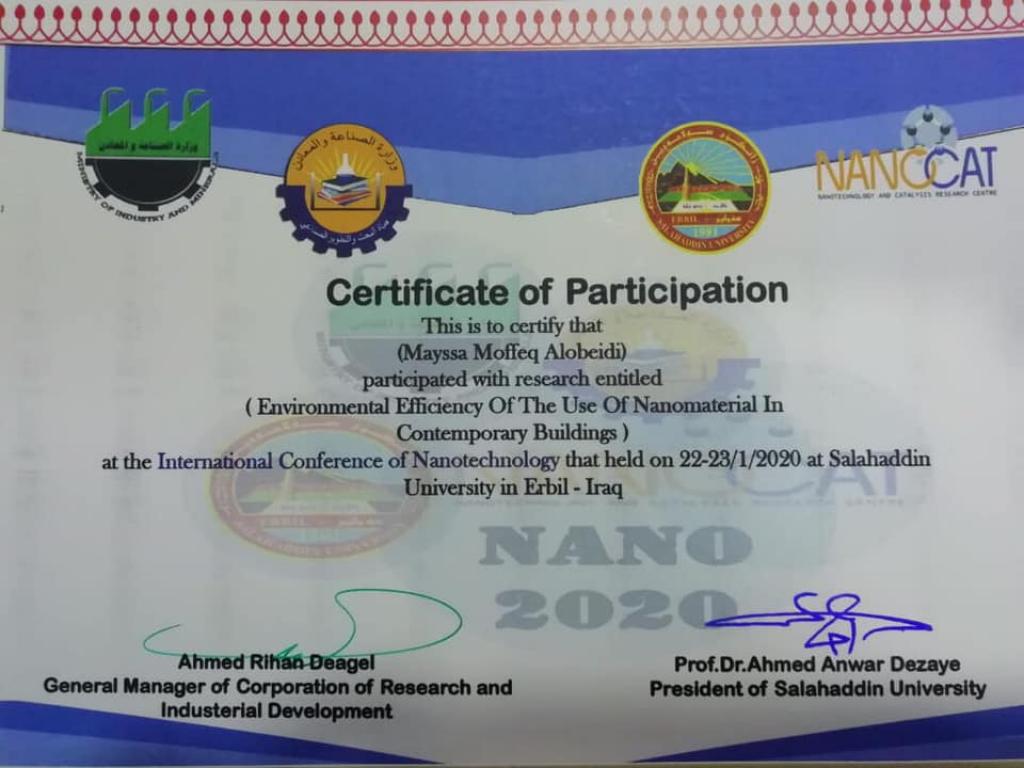 وزارة الصناعة و المعادن
MINISTRY OF INDUSTRY AND MINERALS
وزارة الصناعة والمعادن
هيأة البحث والتطوير الصناعي
ERBIL
1981
SALAHADDIN UNIVERSITY
NANOCAT
NANOTECHNOLOGY AND CATALYSIS RESEARCH CENTRE
Certificate of Participation
This is to certify that
(Mayssa Moffeq Alobeidi)
participated with research entitled
( Environmental Efficiency Of The Use Of Nanomaterial In
Contemporary Buildings )
at the International Conference of Nanotechnology that held on 22-23/1/2020 at Salahaddin
University in Erbil - Iraq
NANO
2020
Ahmed Rihan Deagel
General Manager of Corporation of Research and
Industerial Development
Prof.Dr.Ahmed Anwar Dezaye
President of Salahaddin University